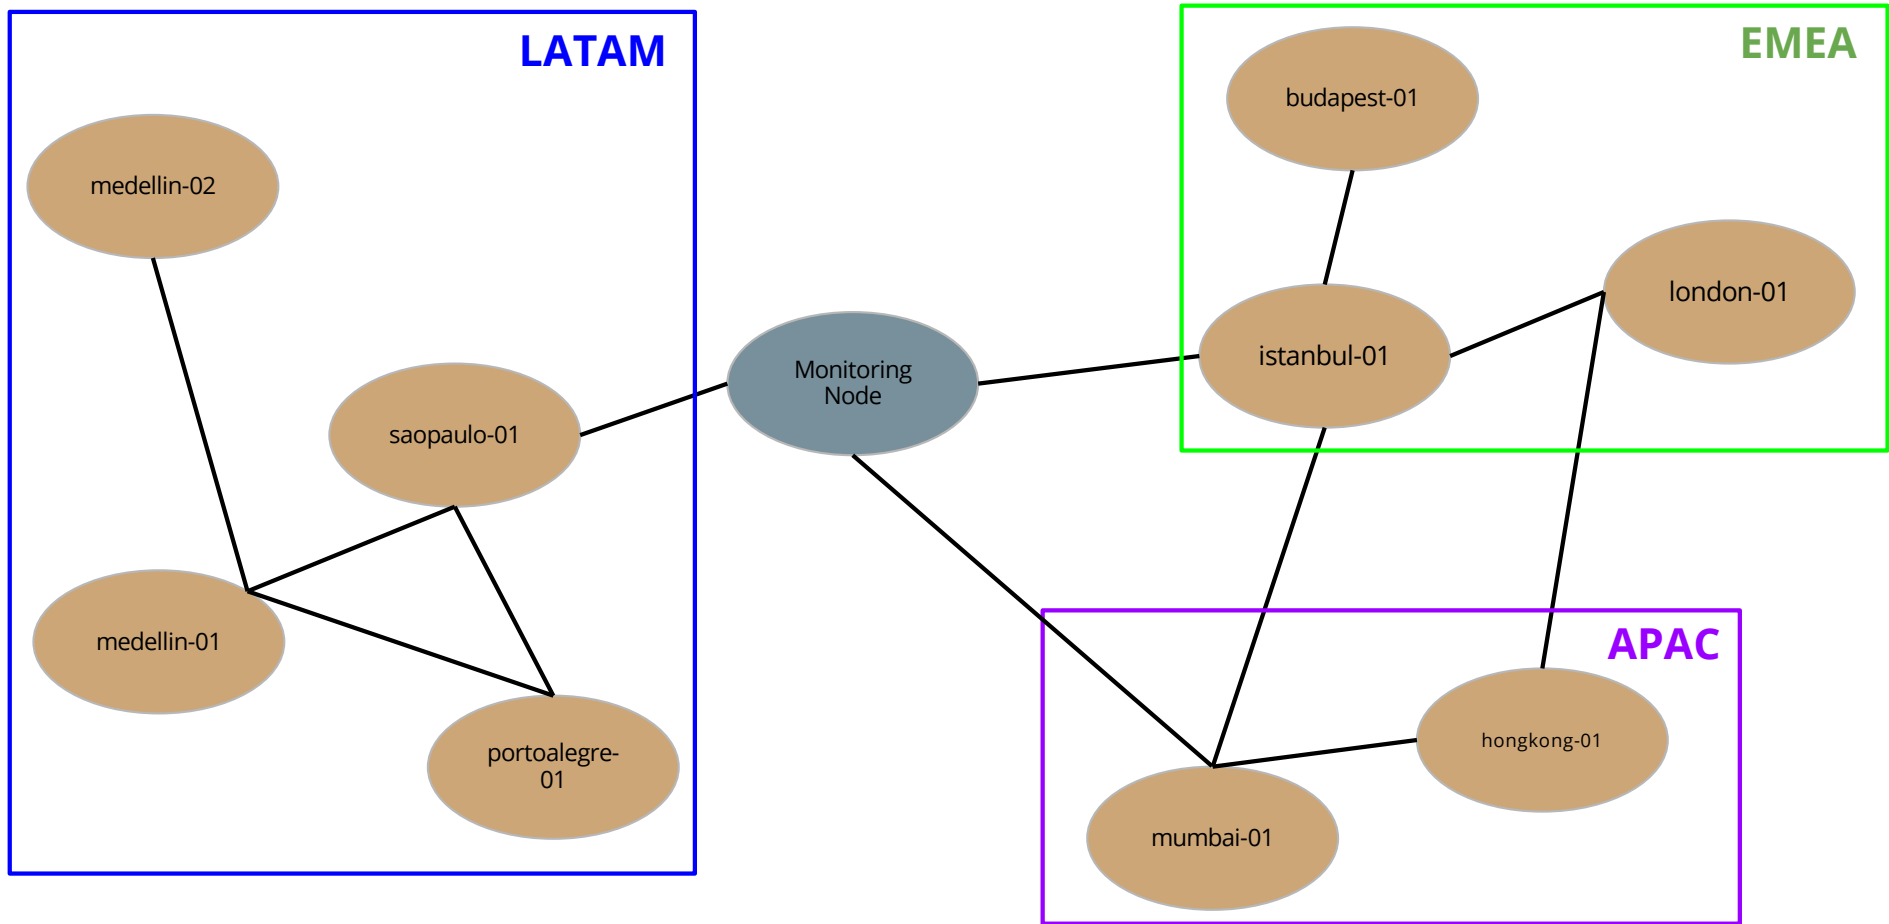 LATAM
EMEA
budapest-01
medellin-02
london-01
istanbul-01
Monitoring
Node
saopaulo-01
medellin-01
APAC
hongkong-01
portoalegre-
01
mumbai-01